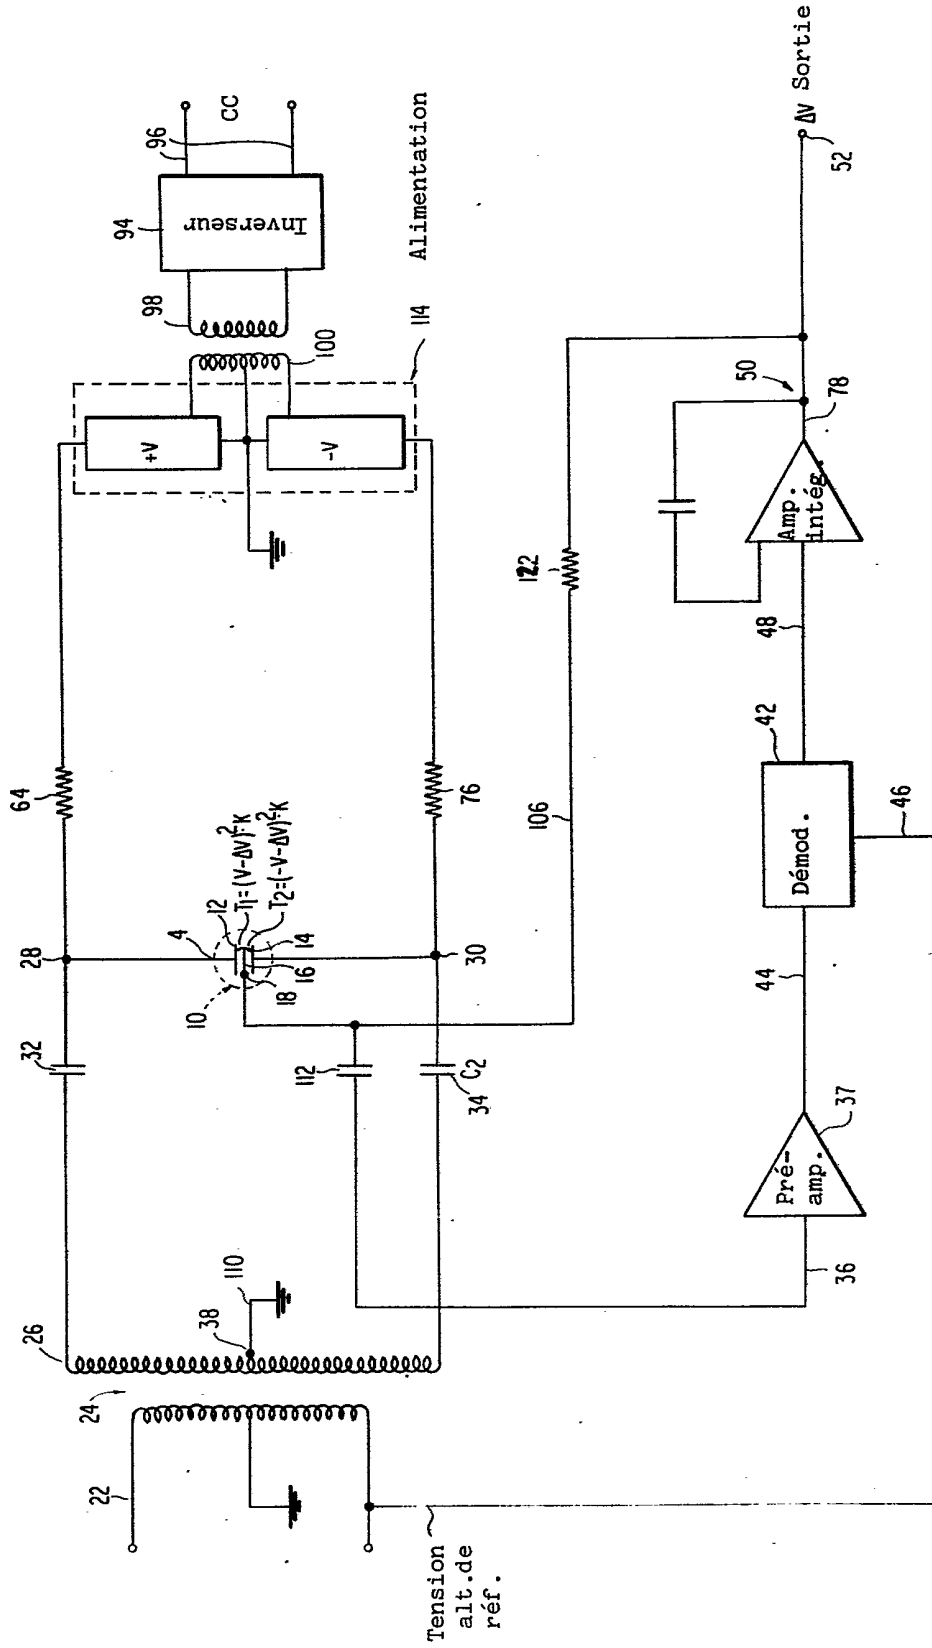 22
24
26
38
110
Tension
alt.de
réf.
32
28
64
+V
-V
114
100
98
94
Inverseur
96
CC
Alimentation
4
12
T₁=(V-ΔV)²·K
T₂=(-V-ΔV)²·K
14
16
18
10
112
34
C2
30
76
106
122
36
Pré-
amp.
37
44
Démod.
42
46
48
Amp.
intég.
50
78
52
ΔV Sortie